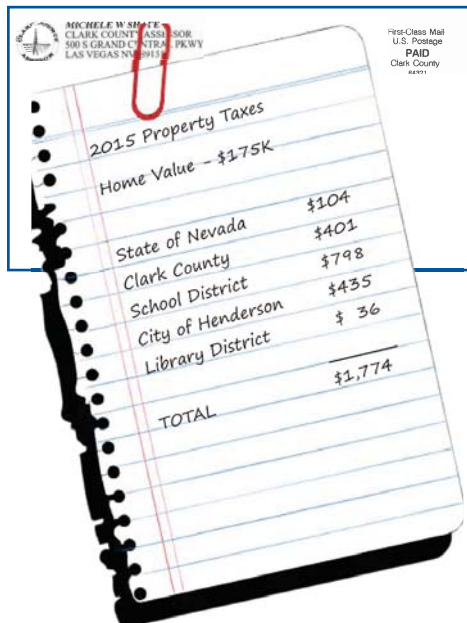 MICHELE W SHAFE
CLARK COUNTY ASSESSOR
500 S GRAND CENTRAL PKWY
LAS VEGAS NV 89155
First-Class Mail
U.S. Postage
PAID
Clark County
2015 Property Taxes
Home Value - $175K
State of Nevada $104
Clark County $401
School District $798
City of Henderson $435
Library District $ 36
TOTAL $1,774